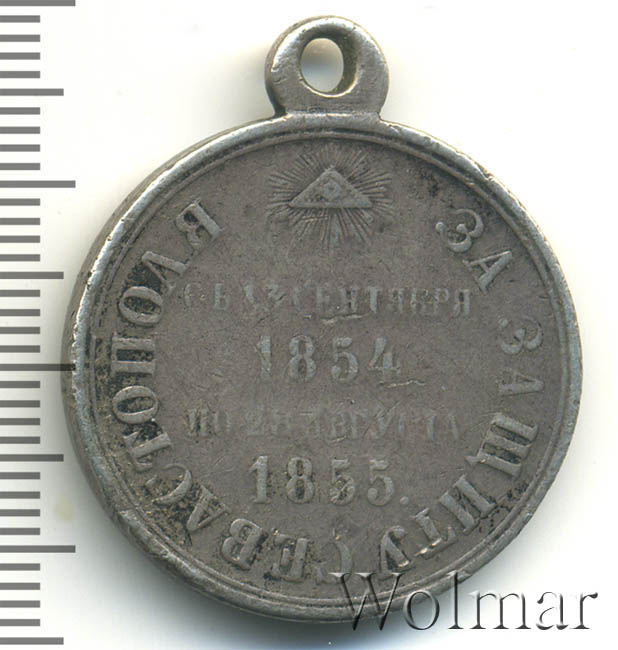 ЗА ЗАЩИТУ СЕВАСТОПОЛЯ
СЪ 13 СЕНТЯБРЯ
1854
ПО 28 АВГУСТА
1855.
Wolmar